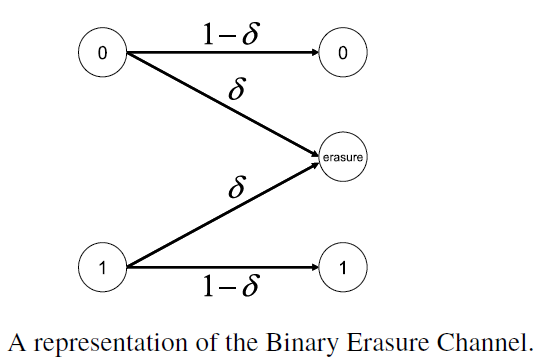 1−δ
0
0
δ
erasure
δ
1
1
1−δ
A representation of the Binary Erasure Channel.